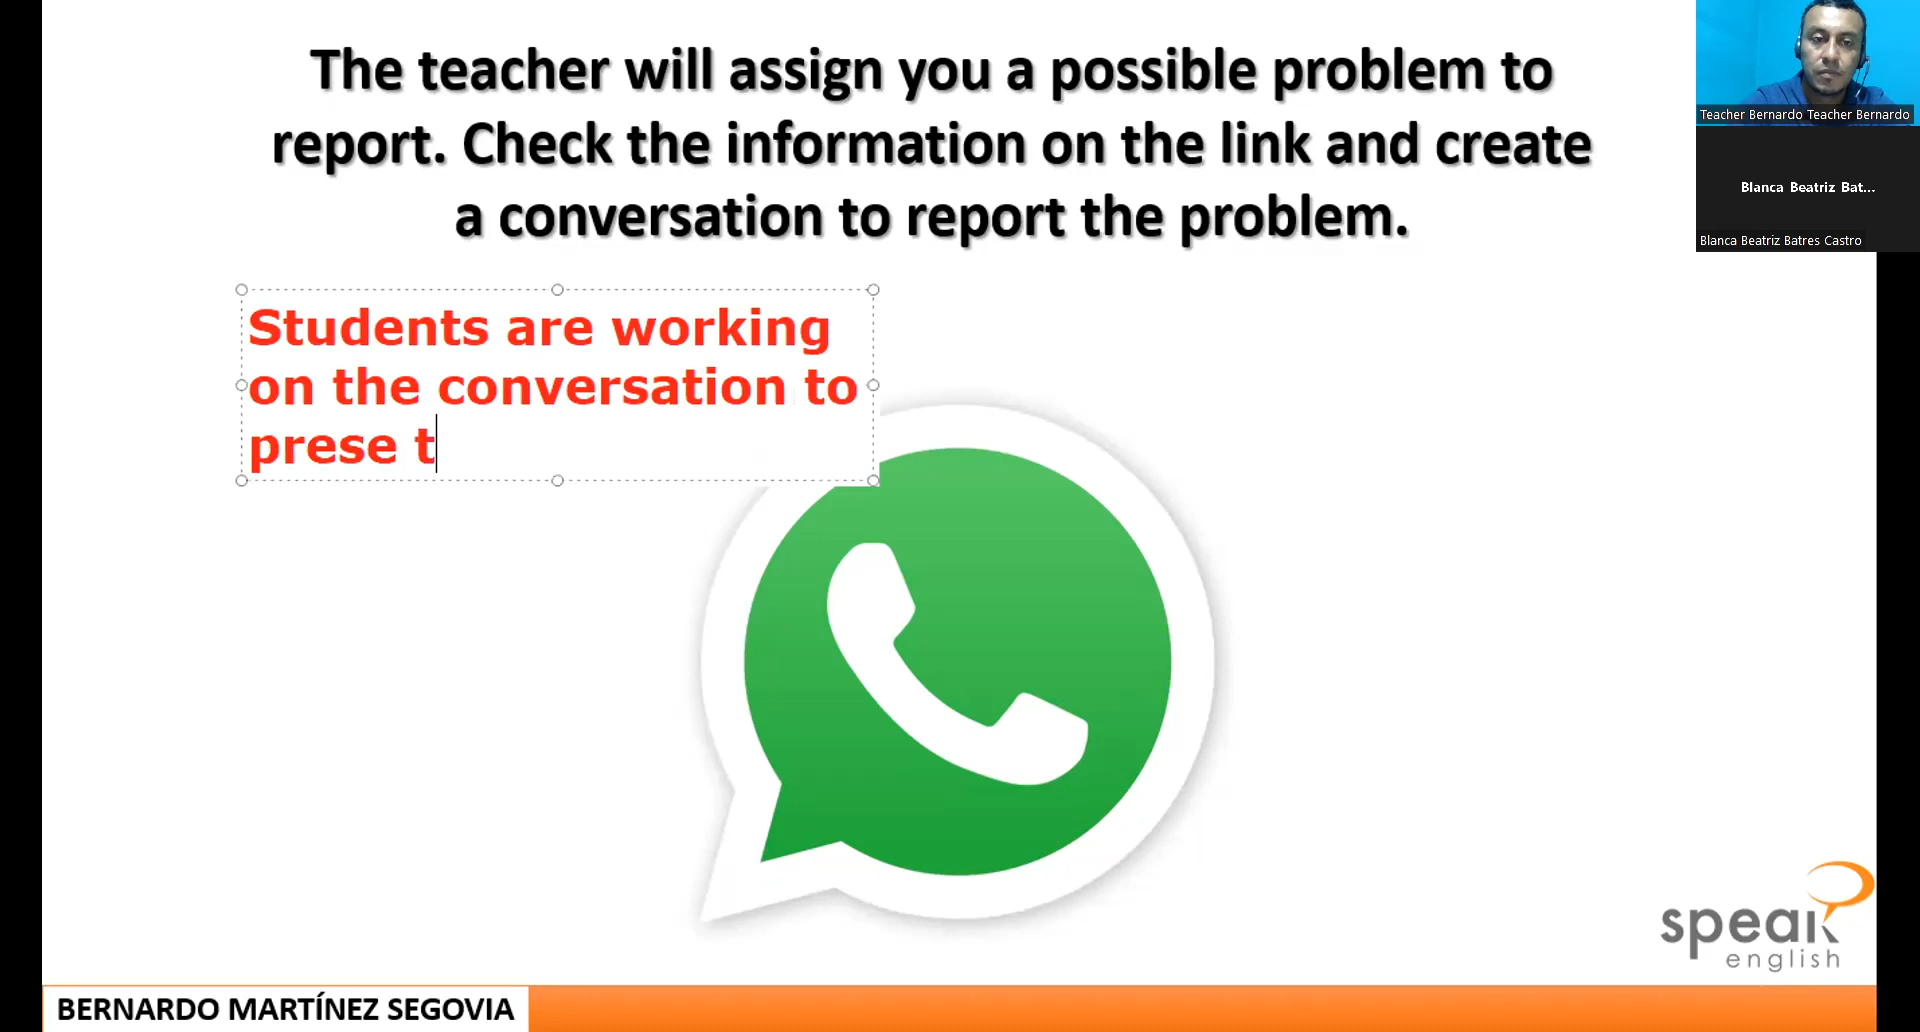 The teacher will assign you a possible problem to
report. Check the information on the link and create
a conversation to report the problem.
Teacher Bernardo Teacher Bernardo
Blanca Beatriz Bat...
Blanca Beatriz Batres Castro
Students are working
on the conversation to
prese t
speak
english
BERNARDO MARTÍNEZ SEGOVIA